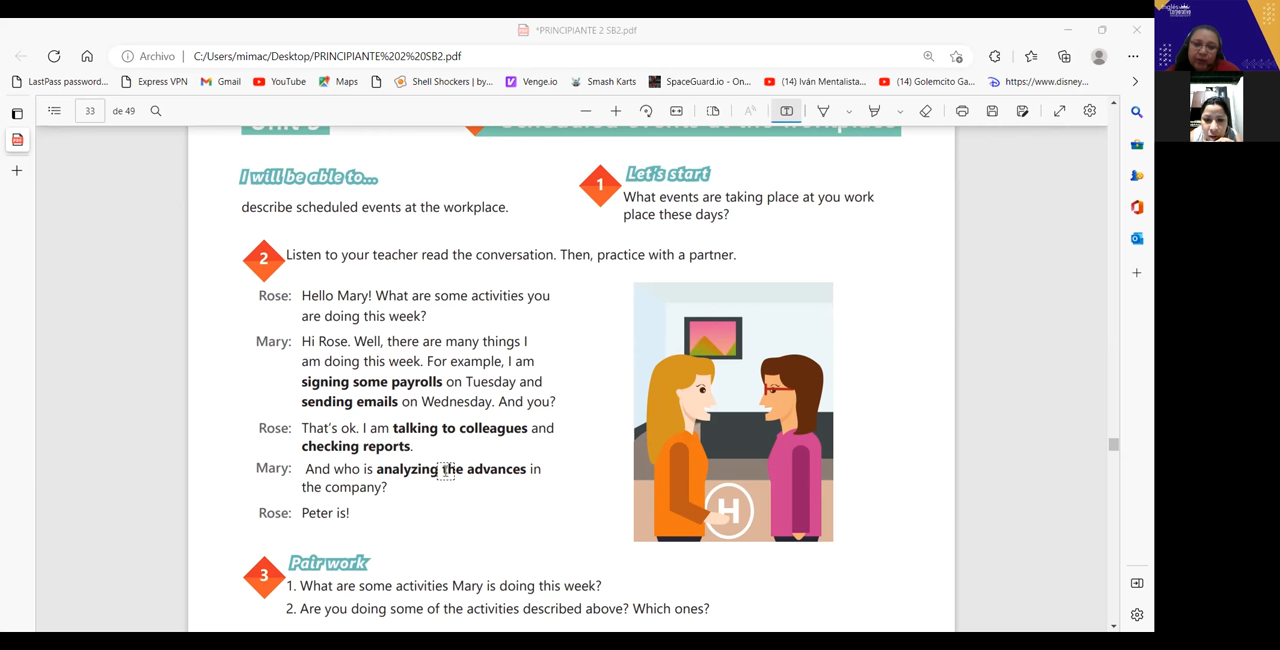 *PRINCIPIANTE 2 SB2.pdf
Archivo C:/Users/mimac/Desktop/PRINCIPIANTE%202%20SB2.pdf
LastPass password... Express VPN Gmail YouTube Maps Shell Shockers | by... Venge.io Smash Karts SpaceGuard.io - On... (14) Iván Mentalista... (14) Golemcito Ga... https://www.disney...
33 de 49
Unit 3 Scheduled events at the workplace
I will be able to...
describe scheduled events at the workplace.
1 Let's start
What events are taking place at you work
place these days?
2 Listen to your teacher read the conversation. Then, practice with a partner.
Rose: Hello Mary! What are some activities you
are doing this week?
Mary: Hi Rose. Well, there are many things I
am doing this week. For example, I am
signing some payrolls on Tuesday and
sending emails on Wednesday. And you?
Rose: That's ok. I am talking to colleagues and
checking reports.
Mary: And who is analyzing the advances in
the company?
Rose: Peter is!
H
3 Pair work
1. What are some activities Mary is doing this week?
2. Are you doing some of the activities described above? Which ones?